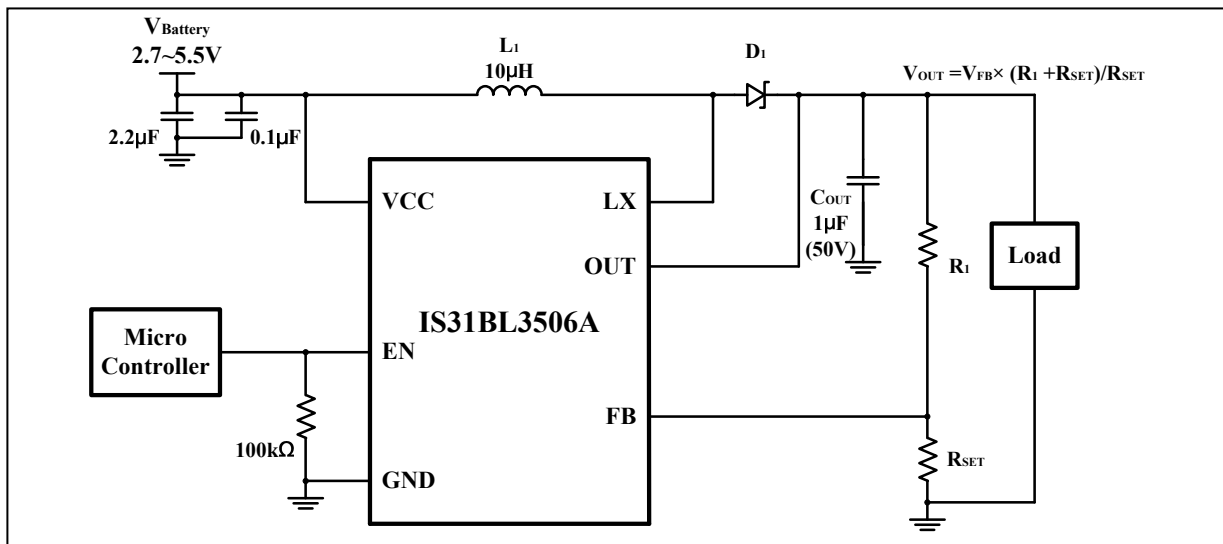 VBattery
2.7~5.5V
L1
10µH
D1
VOUT =VFB× (R1 +RSET)/RSET
2.2µF
0.1µF
VCC
LX
COUT
1µF
(50V)
OUT
R1
Load
IS31BL3506A
Micro
Controller
EN
FB
100kΩ
RSET
GND